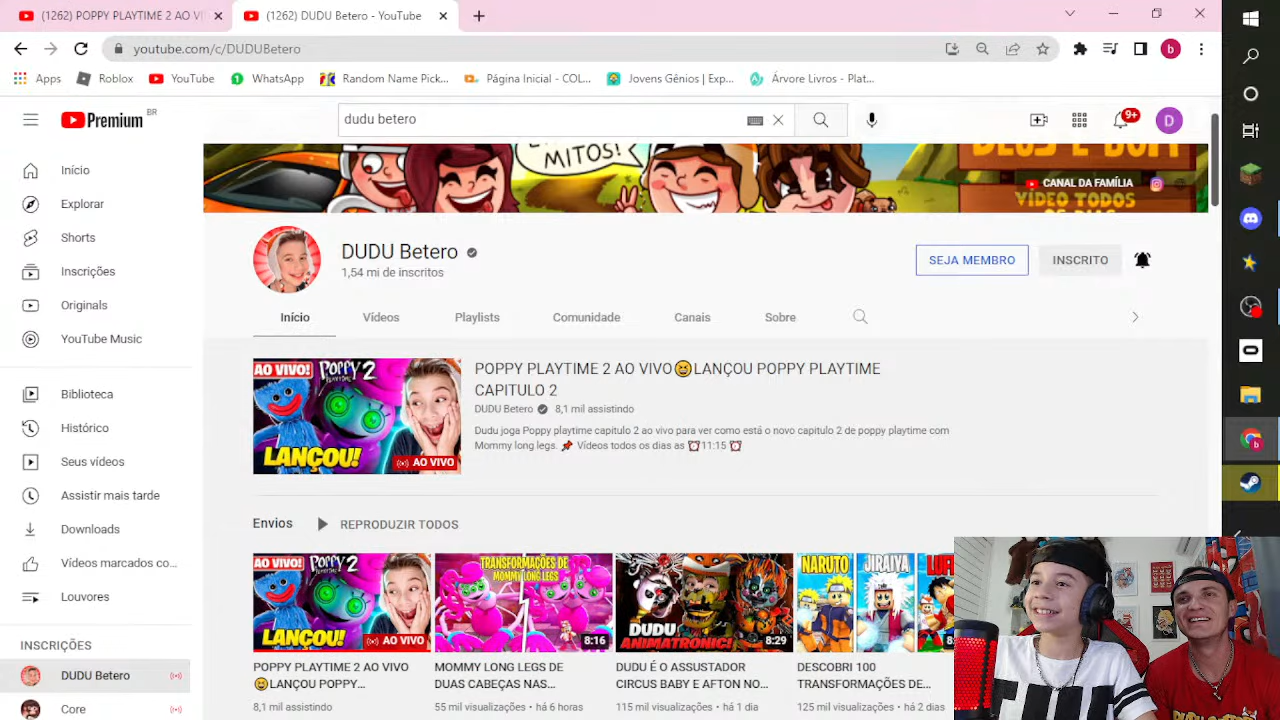 (1262) POPPY PLAYTIME 2 AO VI
(1262) DUDU Betero - YouTube
youtube.com/c/DUDUBetero
Apps
Roblox
YouTube
WhatsApp
Random Name Pick...
Página Inicial - COL...
Jovens Gênios | Exp...
Árvore Livros - Plat...
Premium BR
dudu betero
9+
D
Início
Explorar
Shorts
Inscrições
Originals
YouTube Music
Biblioteca
Histórico
Seus vídeos
Assistir mais tarde
Downloads
Vídeos marcados co...
Louvores
INSCRIÇÕES
DUDU Betero
Core
MITOS!
DEUS É BOM
CANAL DA FAMÍLIA
VÍDEO TODOS
OS DIAS
DUDU Betero
1,54 mi de inscritos
SEJA MEMBRO
INSCRITO
Início
Vídeos
Playlists
Comunidade
Canais
Sobre
AO VIVO!
POPPY 2
PLAYTIME
LANÇOU!
AO VIVO
POPPY PLAYTIME 2 AO VIVO😆LANÇOU POPPY PLAYTIME
CAPITULO 2
DUDU Betero 8,1 mil assistindo
Dudu joga Poppy playtime capitulo 2 ao vivo para ver como está o novo capitulo 2 de poppy playtime com
Mommy long legs. 📌 Vídeos todos os dias as ⏰11:15 ⏰
Envios
REPRODUZIR TODOS
AO VIVO!
POPPY 2
PLAYTIME
LANÇOU!
AO VIVO
POPPY PLAYTIME 2 AO VIVO
😆LANÇOU POPPY...
8,1 mil assistindo
TRANSFORMAÇÕES DE
MOMMY LONG LEGS
8:16
MOMMY LONG LEGS DE
DUAS CABEÇAS NAS...
55 mil visualizações • há 6 horas
DUDU
ANIMATRONIC!
8:29
DUDU É O ASSUSTADOR
CIRCUS BABY E AFTON NO...
115 mil visualizações • há 1 dia
NARUTO
JIRAIYA
LUF
DESCOBRI 100
TRANSFORMAÇÕES DE...
125 mil visualizações • há 2 dias